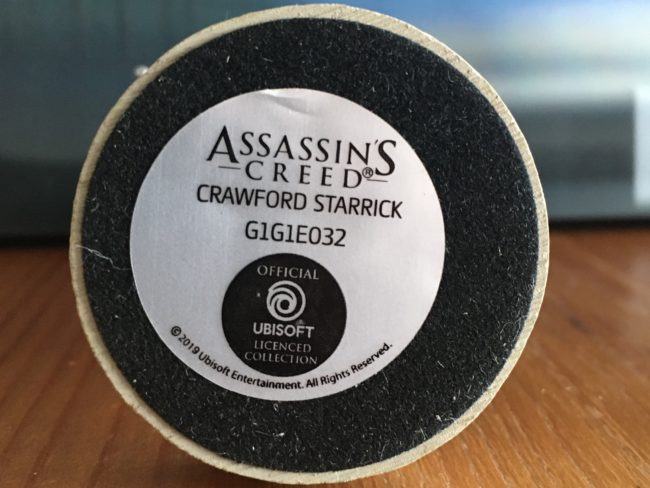 ASSASSIN'S
CREED®
CRAWFORD STARRICK
G1G1E032
OFFICIAL
UBISOFT
LICENCED
COLLECTION
©2019 Ubisoft Entertainment. All Rights Reserved.